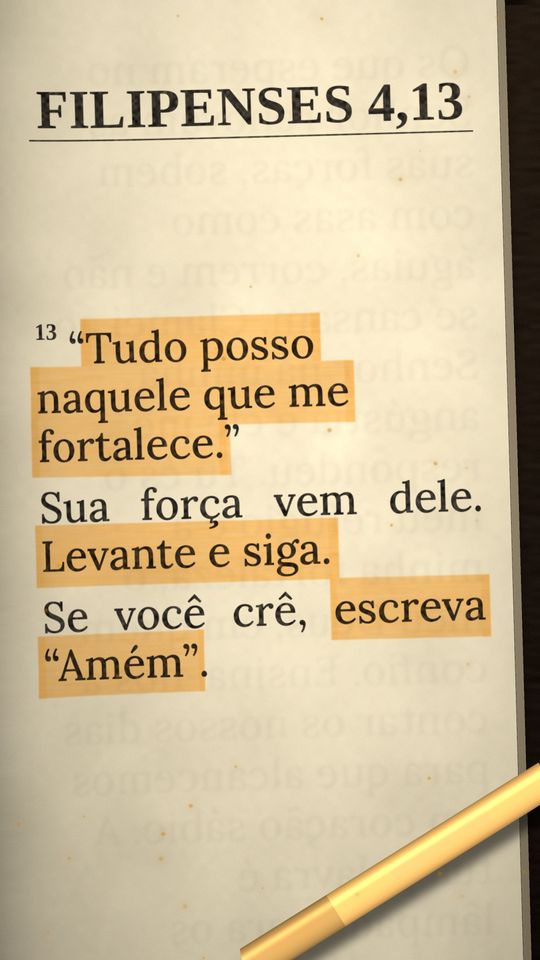 FILIPENSES 4,13
13 “Tudo posso
naquele que me
fortalece.”
Sua força vem dele.
Levante e siga.
Se você crê, escreva
“Amém”.